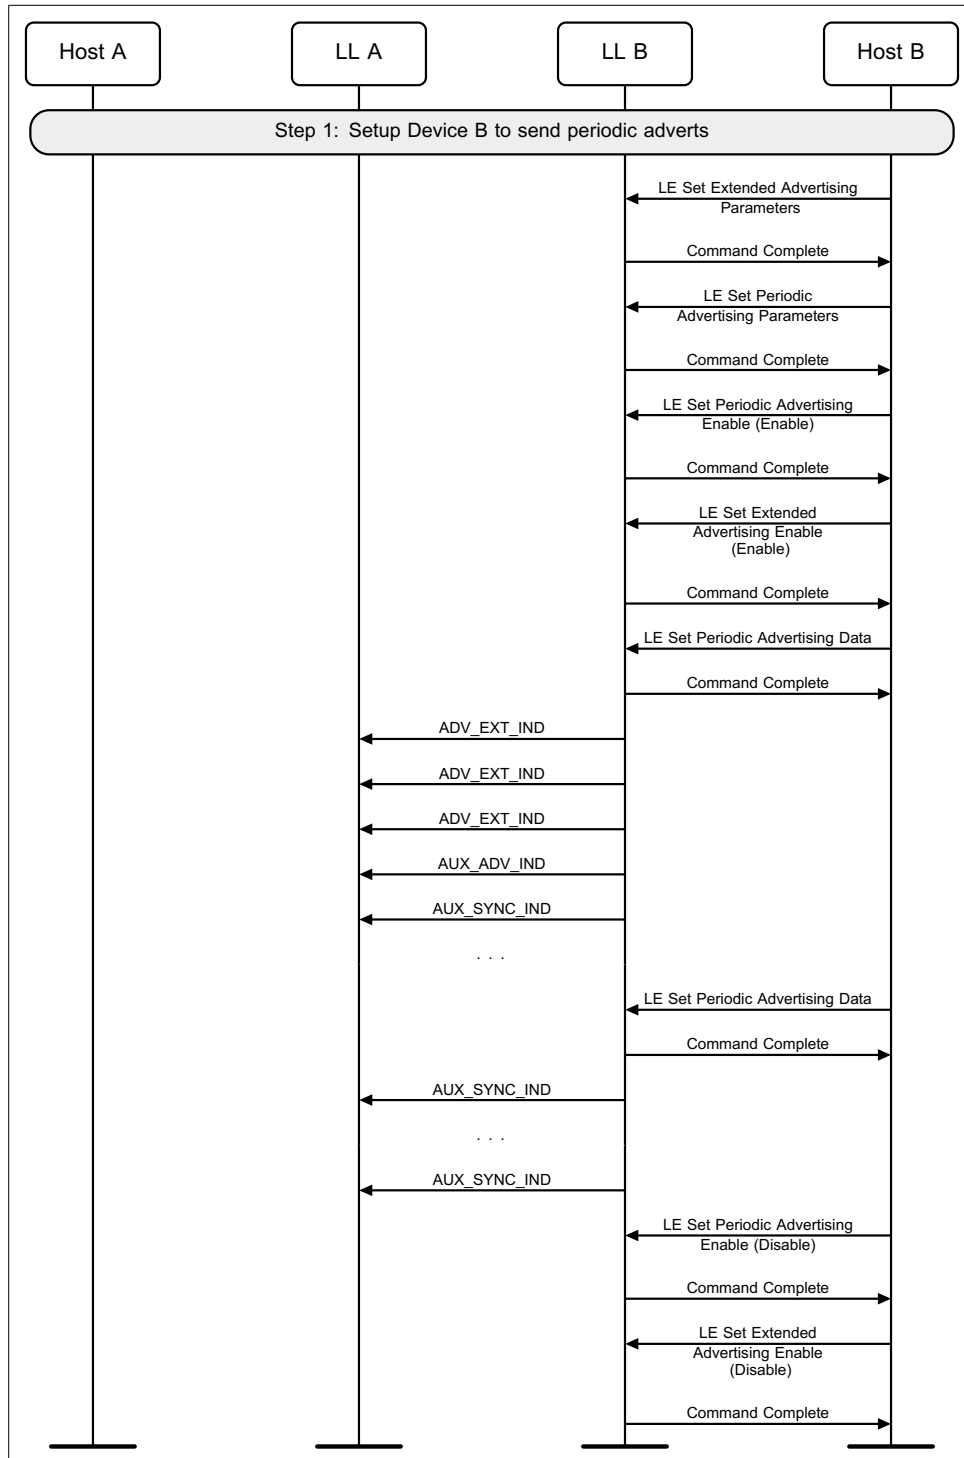 Host A
LL A
LL B
Host B
Step 1: Setup Device B to send periodic adverts
LE Set Extended Advertising
Parameters
Command Complete
LE Set Periodic
Advertising Parameters
Command Complete
LE Set Periodic Advertising
Enable (Enable)
Command Complete
LE Set Extended
Advertising Enable
(Enable)
Command Complete
LE Set Periodic Advertising Data
Command Complete
ADV_EXT_IND
ADV_EXT_IND
ADV_EXT_IND
AUX_ADV_IND
AUX_SYNC_IND
. . .
LE Set Periodic Advertising Data
Command Complete
AUX_SYNC_IND
. . .
AUX_SYNC_IND
LE Set Periodic Advertising
Enable (Disable)
Command Complete
LE Set Extended
Advertising Enable
(Disable)
Command Complete